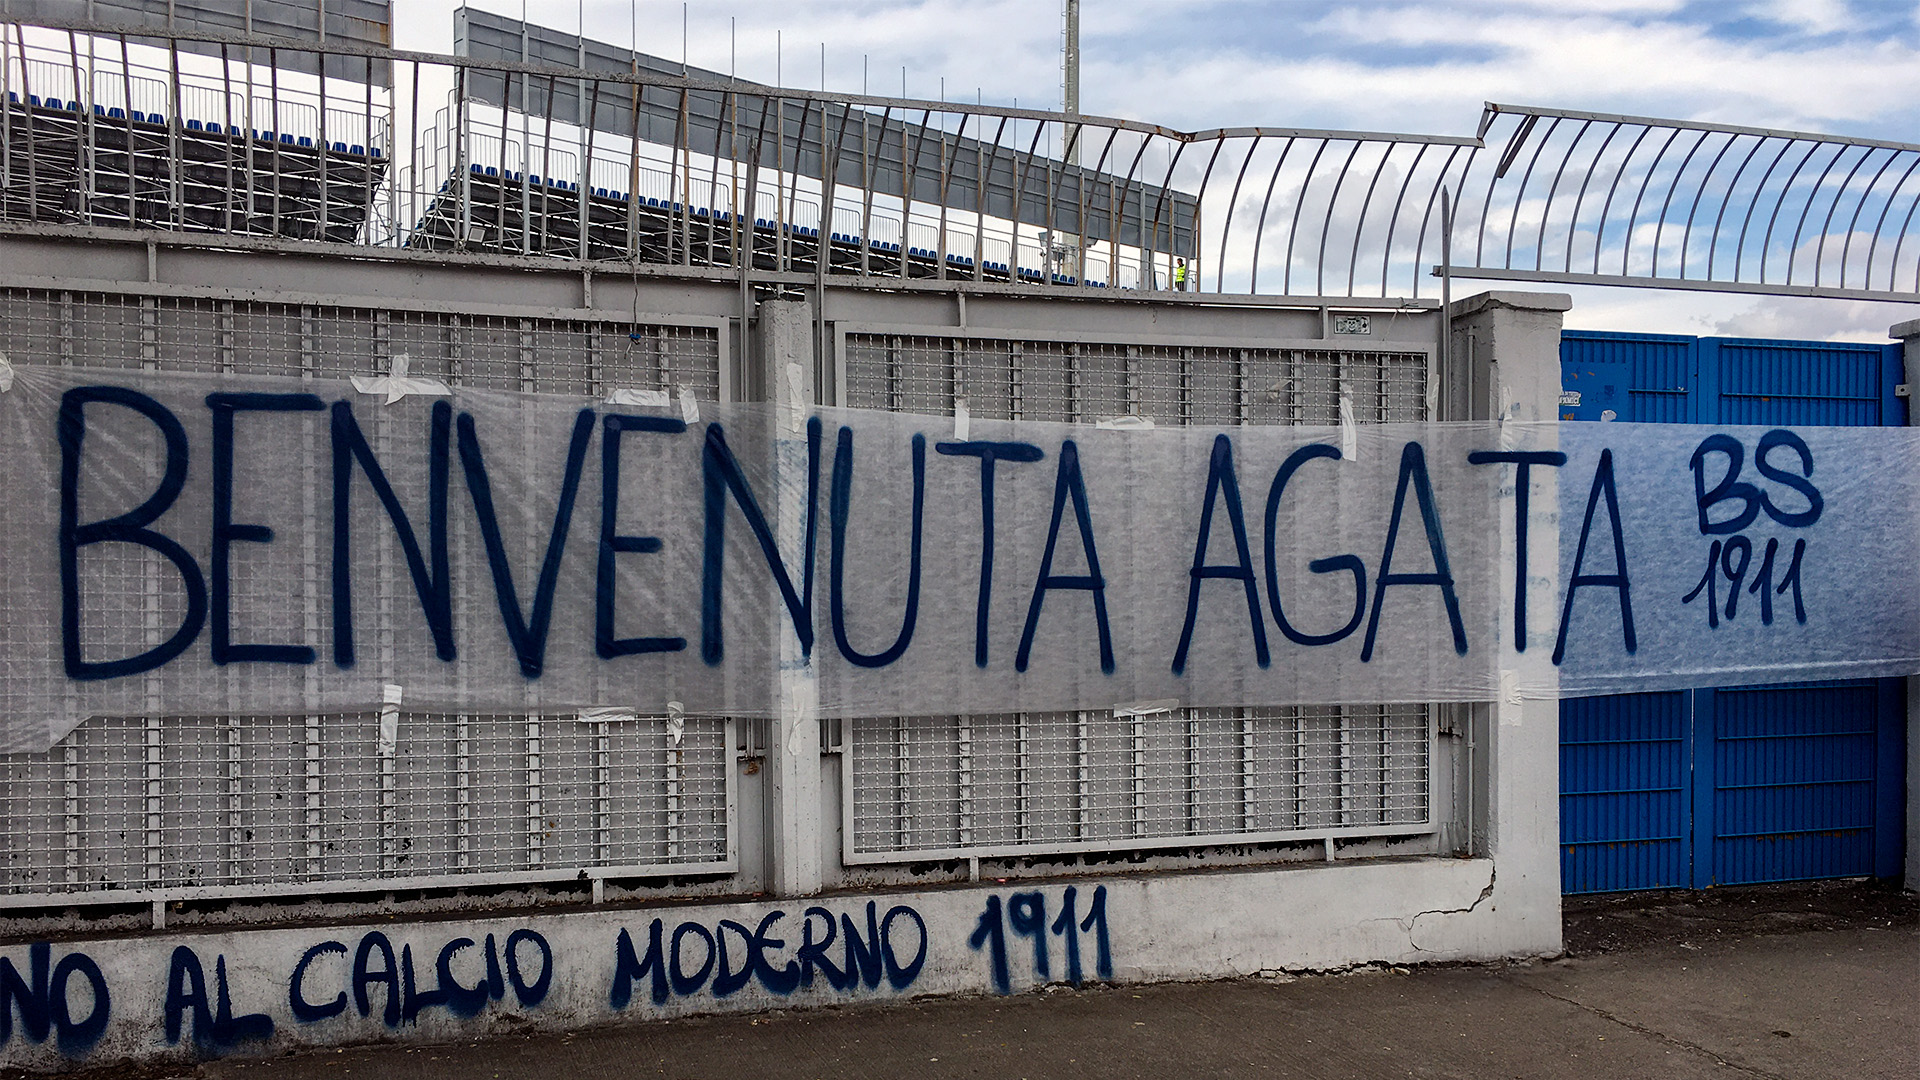 BENVENUTA AGATA BS
1911
NO AL CALCIO MODERNO 1911